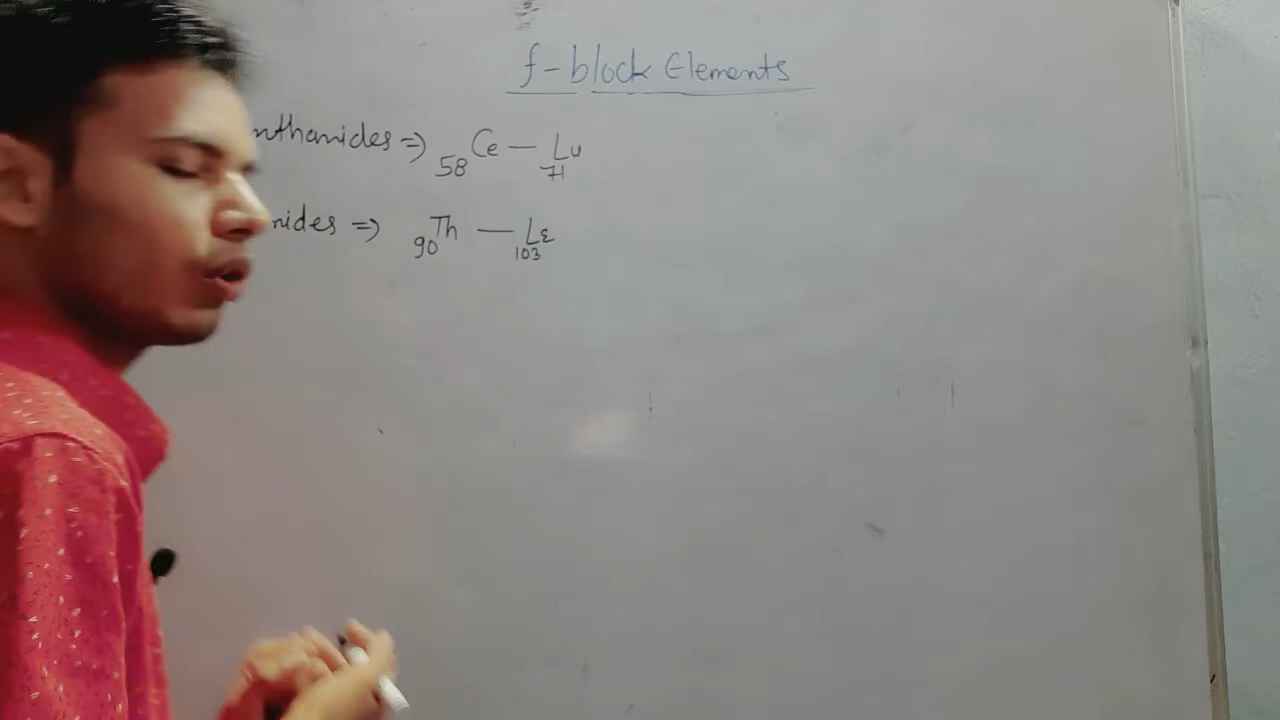 f-block Elements
nthanides => 58Ce — Lu71
nides => 90Th — Lr103